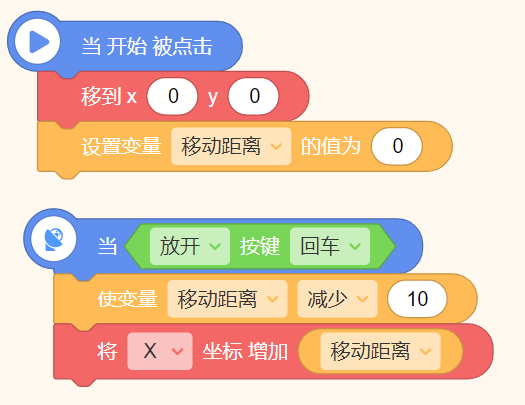 当 开始 被点击
移到 x 0 y 0
设置变量 移动距离 的值为 0
当 放开 按键 回车
使变量 移动距离 减少 10
将 X 坐标 增加 移动距离